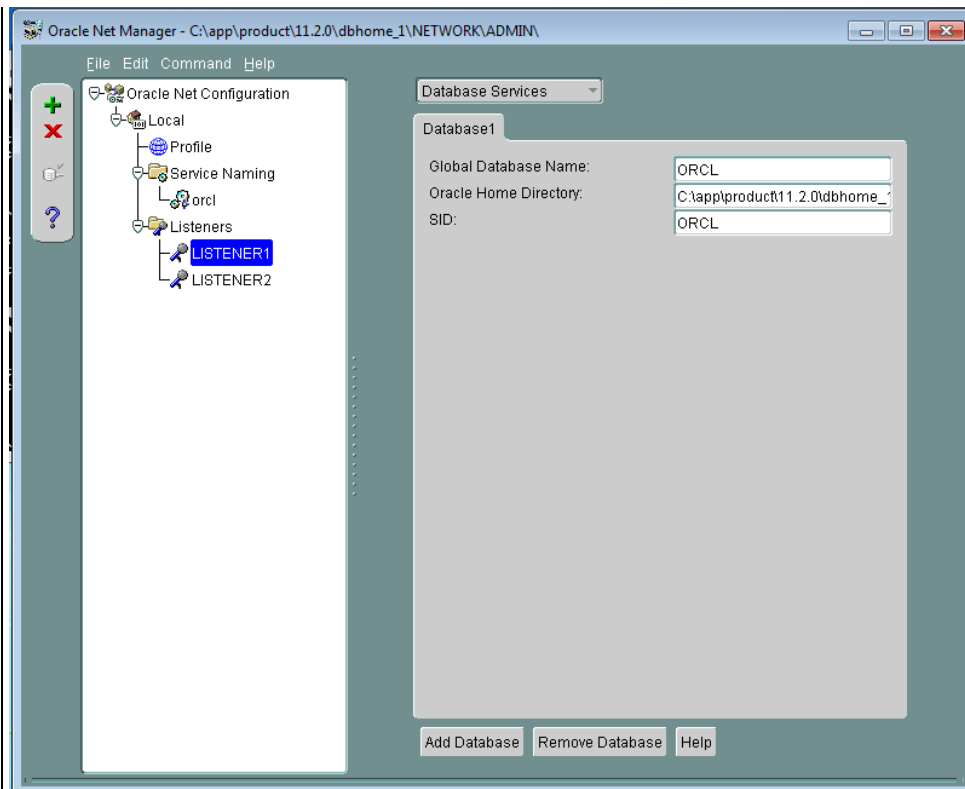 Oracle Net Manager - C:\app\product\11.2.0\dbhome_1\NETWORK\ADMIN\
File Edit Command Help
Oracle Net Configuration
Local
Profile
Service Naming
orcl
Listeners
LISTENER1
LISTENER2
Database Services
Database1
Global Database Name: ORCL
Oracle Home Directory: C:\app\product\11.2.0\dbhome_1
SID: ORCL
Add Database Remove Database Help